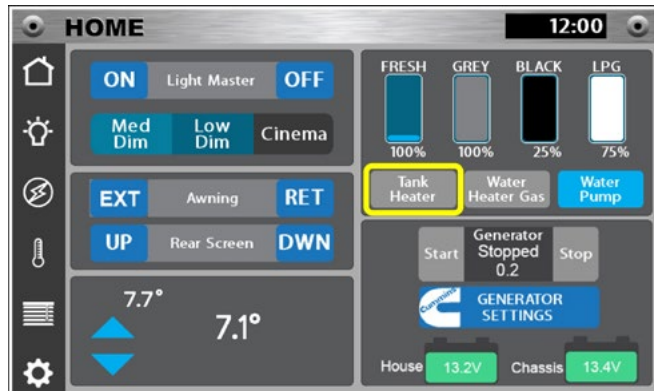 HOME
12:00
ON Light Master OFF
Med Dim
Low Dim
Cinema
EXT Awning RET
UP Rear Screen DWN
7.7°
7.1°
FRESH GREY BLACK LPG
100% 100% 25% 75%
Tank Heater
Water Heater Gas
Water Pump
Start
Generator
Stopped
0.2
Stop
Cummins
GENERATOR
SETTINGS
House 13.2V Chassis 13.4V